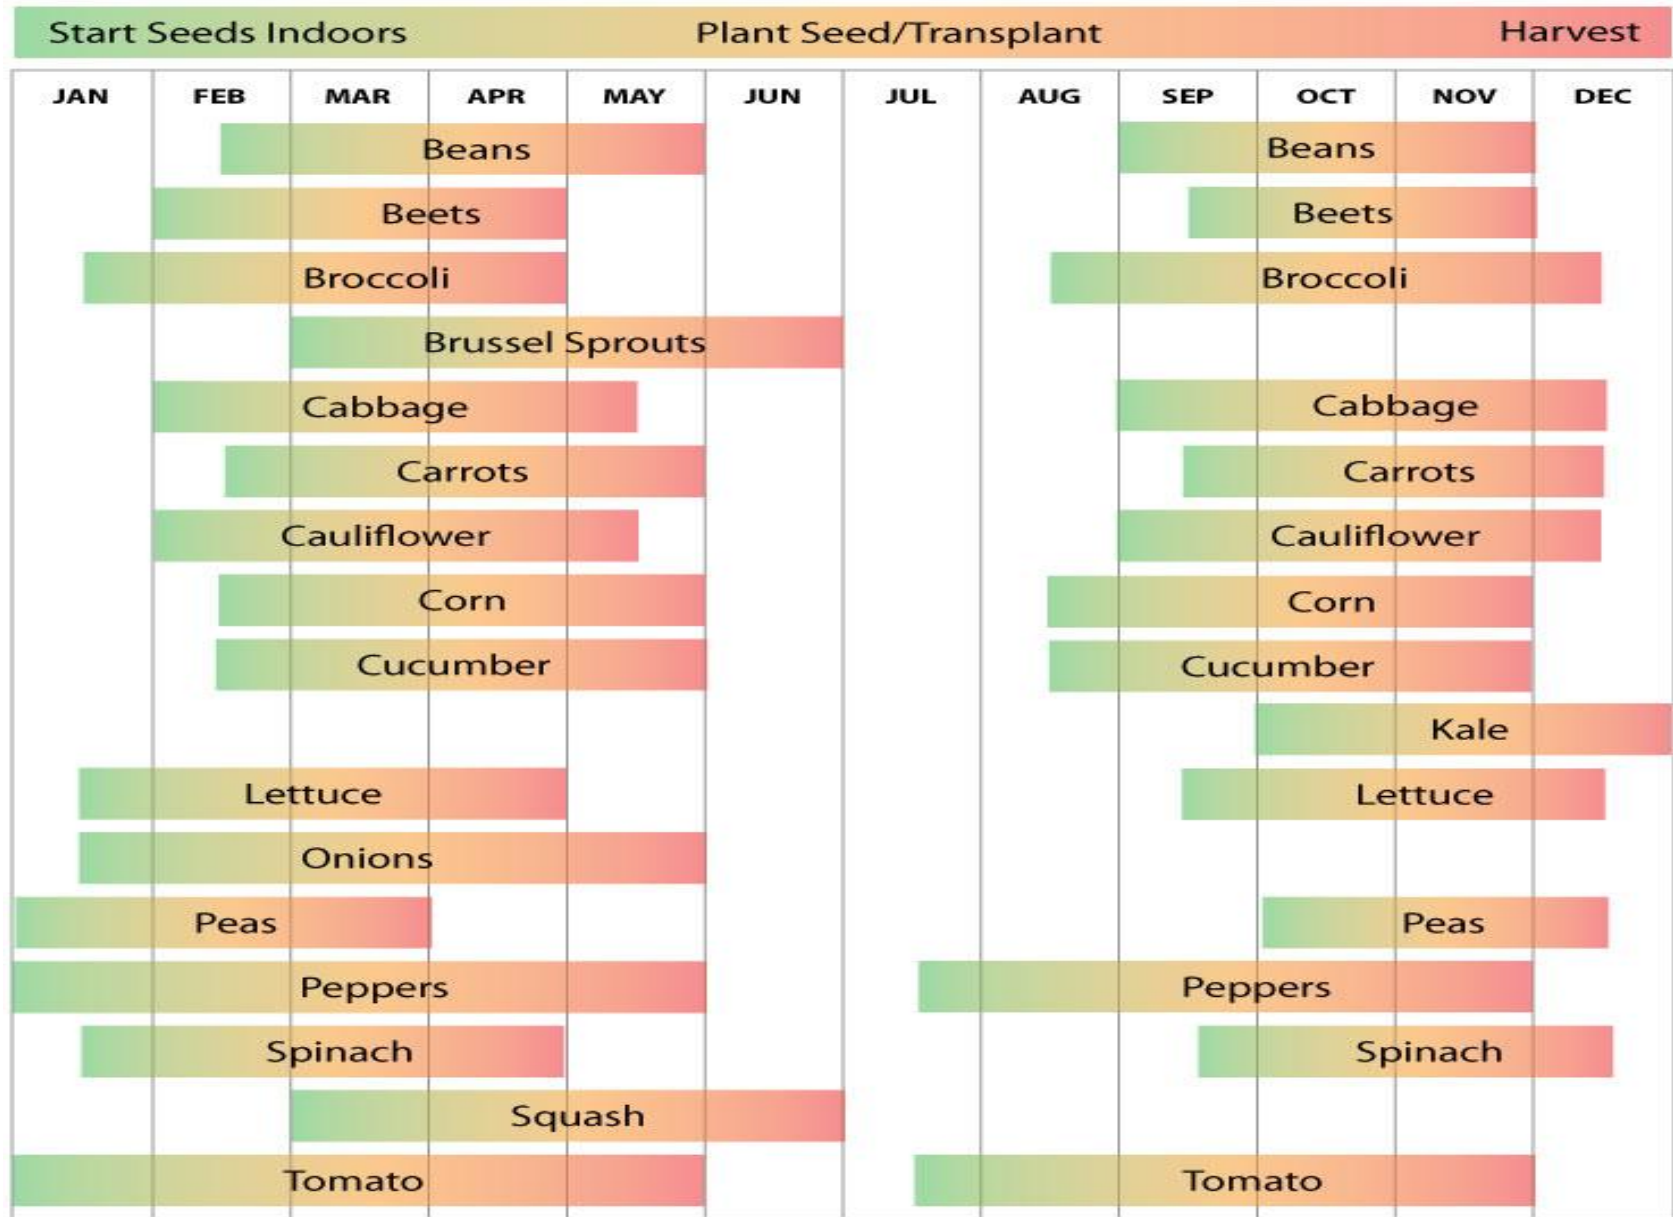 Start Seeds Indoors Plant Seed/Transplant Harvest
JAN FEB MAR APR MAY JUN JUL AUG SEP OCT NOV DEC
Beans Beans
Beets Beets
Broccoli Broccoli
Brussel Sprouts
Cabbage Cabbage
Carrots Carrots
Cauliflower Cauliflower
Corn Corn
Cucumber Cucumber
Kale
Lettuce Lettuce
Onions
Peas Peas
Peppers Peppers
Spinach Spinach
Squash
Tomato Tomato